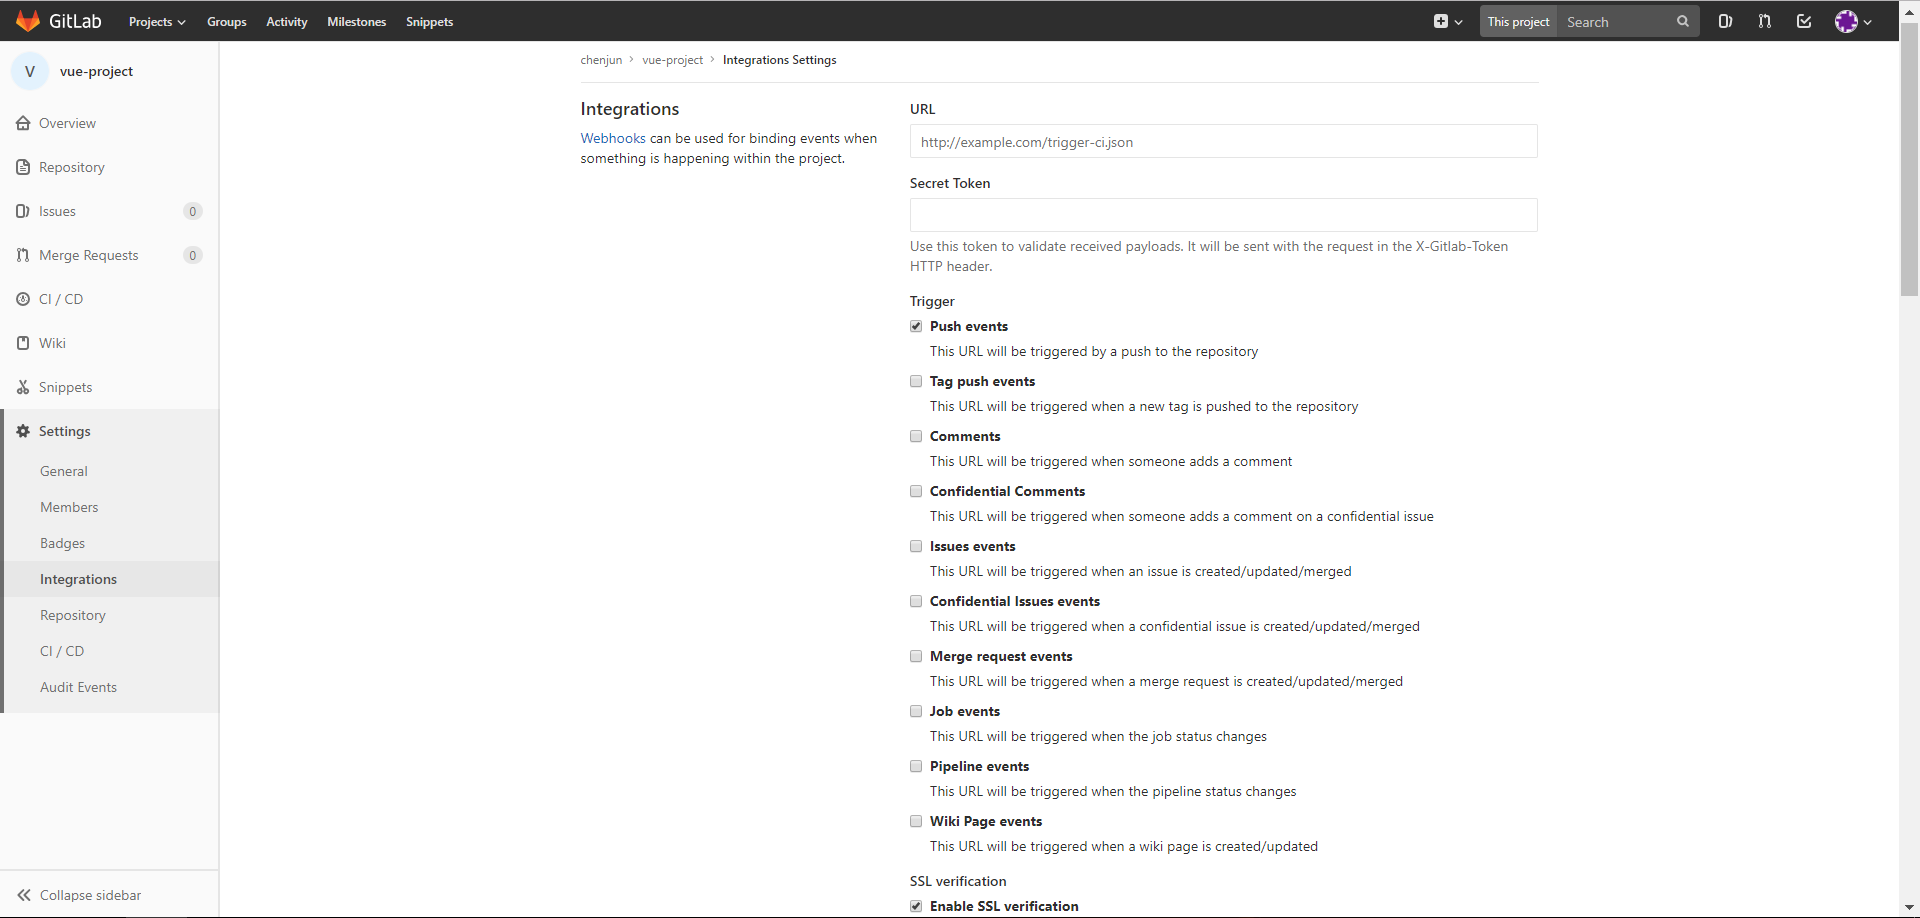 GitLab Projects Groups Activity Milestones Snippets This project Search
V vue-project
Overview
Repository
Issues 0
Merge Requests 0
CI / CD
Wiki
Snippets
Settings
General
Members
Badges
Integrations
Repository
CI / CD
Audit Events
Collapse sidebar
chenjun > vue-project > Integrations Settings
Integrations
Webhooks can be used for binding events when
something is happening within the project.
URL
http://example.com/trigger-ci.json
Secret Token
Use this token to validate received payloads. It will be sent with the request in the X-Gitlab-Token
HTTP header.
Trigger
Push events
This URL will be triggered by a push to the repository
Tag push events
This URL will be triggered when a new tag is pushed to the repository
Comments
This URL will be triggered when someone adds a comment
Confidential Comments
This URL will be triggered when someone adds a comment on a confidential issue
Issues events
This URL will be triggered when an issue is created/updated/merged
Confidential Issues events
This URL will be triggered when a confidential issue is created/updated/merged
Merge request events
This URL will be triggered when a merge request is created/updated/merged
Job events
This URL will be triggered when the job status changes
Pipeline events
This URL will be triggered when the pipeline status changes
Wiki Page events
This URL will be triggered when a wiki page is created/updated
SSL verification
Enable SSL verification